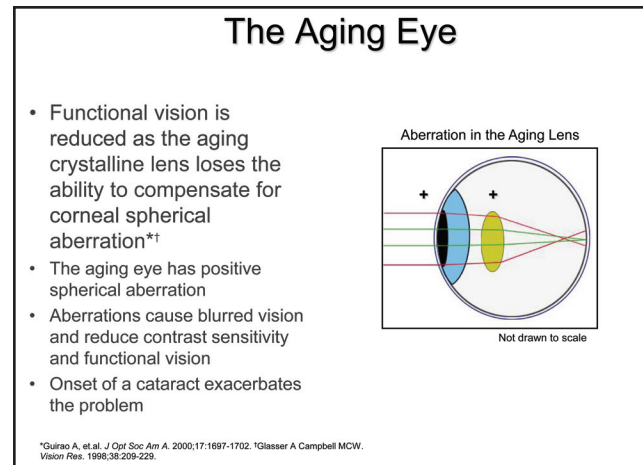 The Aging Eye
• Functional vision is
reduced as the aging
crystalline lens loses the
ability to compensate for
corneal spherical
aberration*†
• The aging eye has positive
spherical aberration
• Aberrations cause blurred vision
and reduce contrast sensitivity
and functional vision
• Onset of a cataract exacerbates
the problem
Aberration in the Aging Lens
+ +
Not drawn to scale
*Guirao A, et.al. J Opt Soc Am A. 2000;17:1697-1702. †Glasser A Campbell MCW.
Vision Res. 1998;38:209-229.